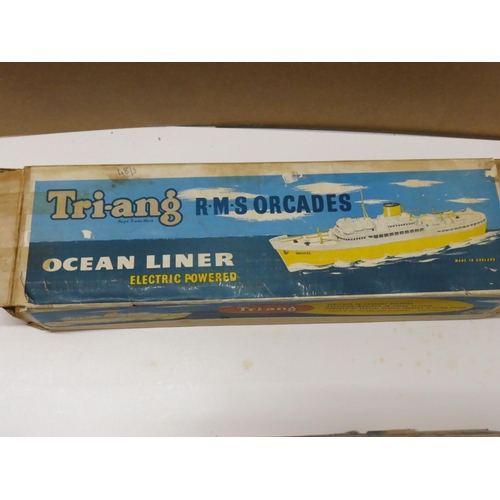 Tri-ang
R·M·S ORCADES
OCEAN LINER
ELECTRIC POWERED
MADE IN ENGLAND
Tri-ang